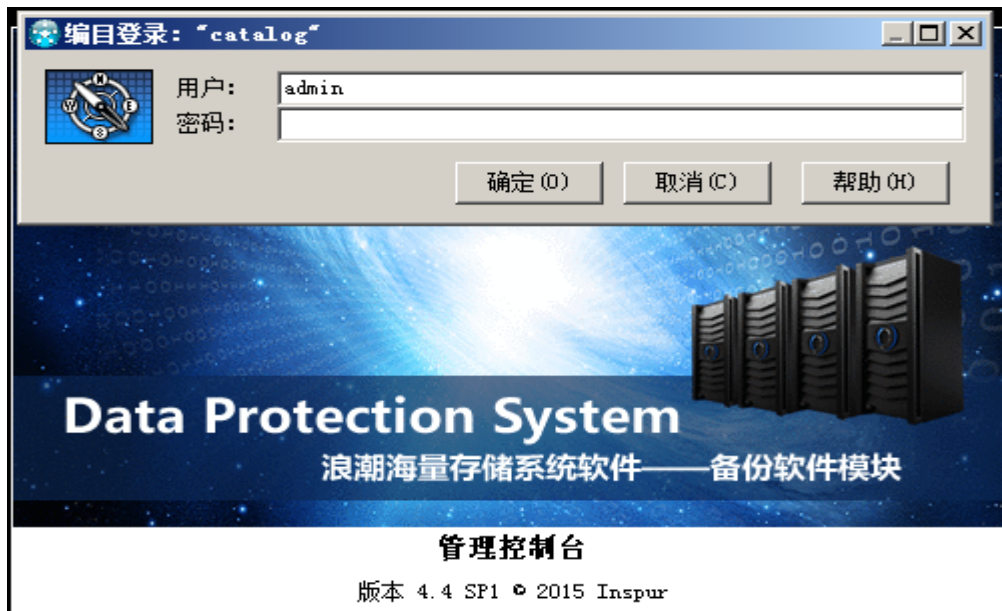 编目登录: "catalog"
用户: admin
密码:
确定(O) 取消(C) 帮助(H)
Data Protection System
浪潮海量存储系统软件——备份软件模块
管理控制台
版本 4.4 SP1 © 2015 Inspur